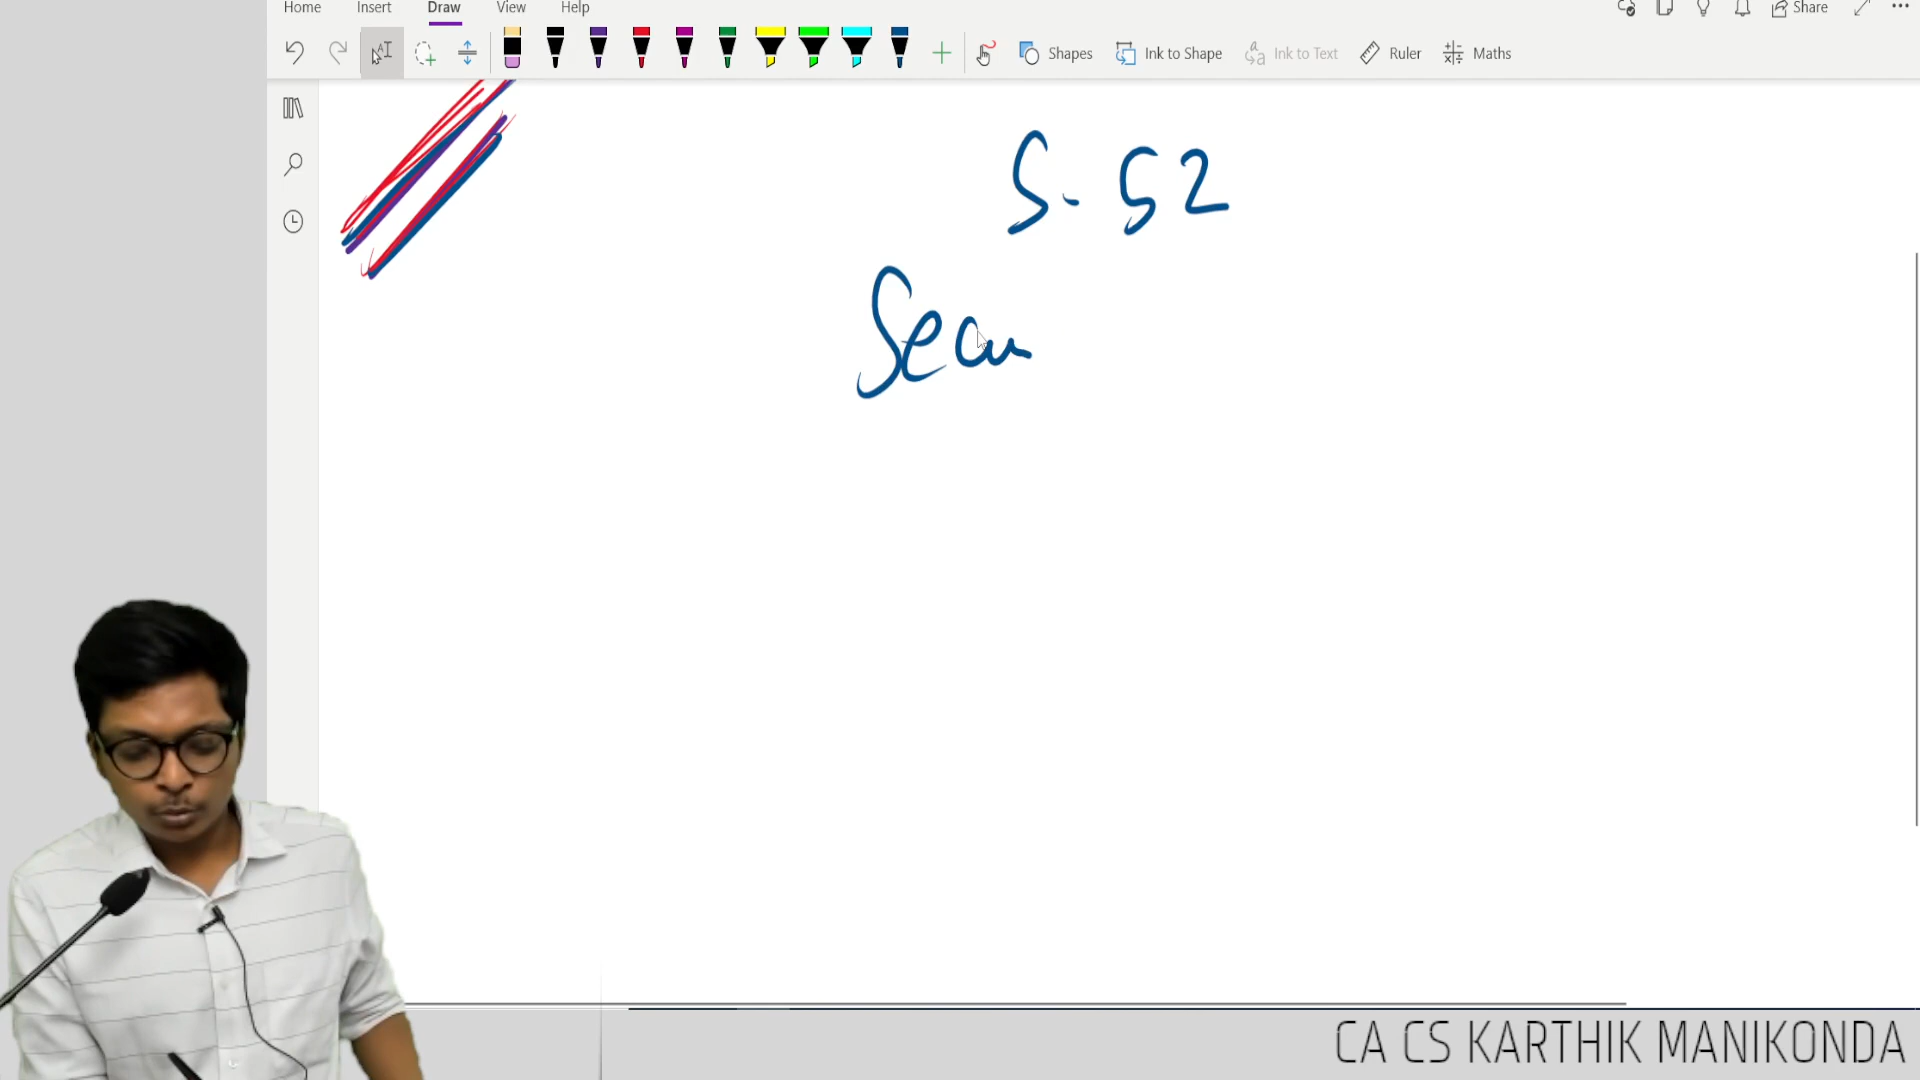 Home Insert Draw View Help Share
Shapes Ink to Shape Ink to Text Ruler Maths
S. 52
Secu
CA CS KARTHIK MANIKONDA